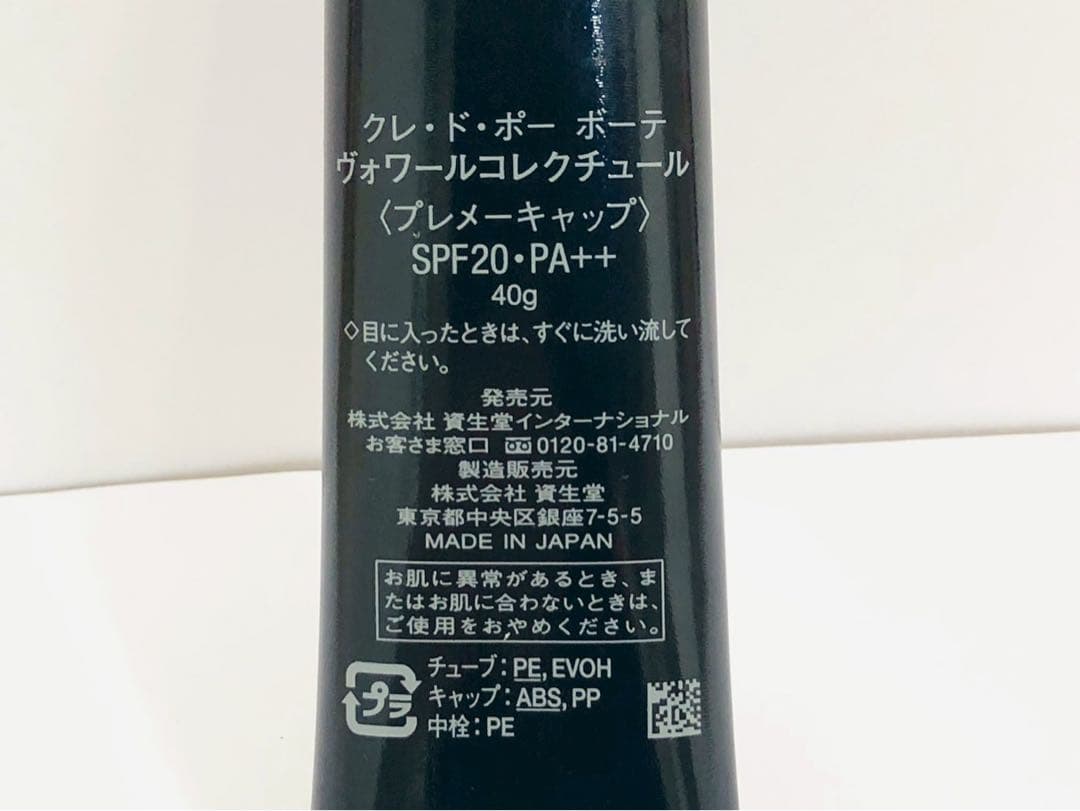 クレ・ド・ポー ボーテ
ヴォワールコレクチュール
〈プレメーキャップ〉
SPF20・PA++
40g
◇目に入ったときは、すぐに洗い流して
ください。
発売元
株式会社 資生堂インターナショナル
お客さま窓口 0120-81-4710
製造販売元
株式会社 資生堂
東京都中央区銀座7-5-5
MADE IN JAPAN
お肌に異常があるとき、ま
たはお肌に合わないときは、
ご使用をおやめください。
プラ
チューブ:PE,EVOH
キャップ:ABS,PP
中栓:PE